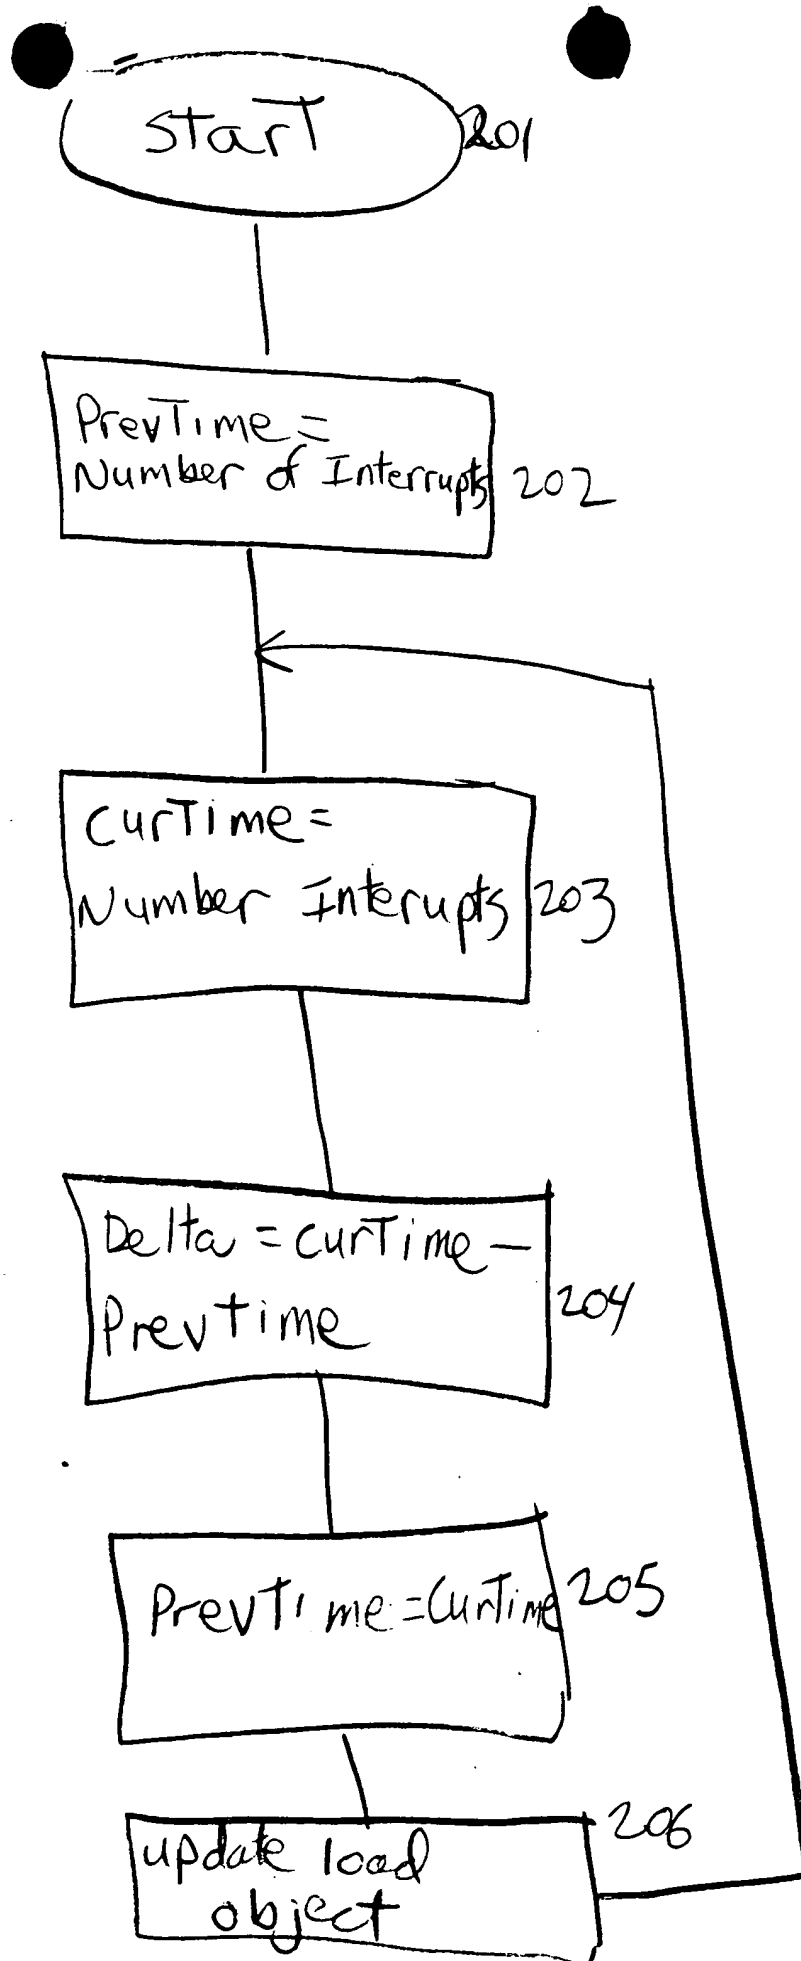 Start 201
PrevTime =
Number of Interrupts 202
CurTime =
Number Interupts 203
Delta = CurTime –
PrevTime 204
PrevTime = CurTime 205
206
update load
object